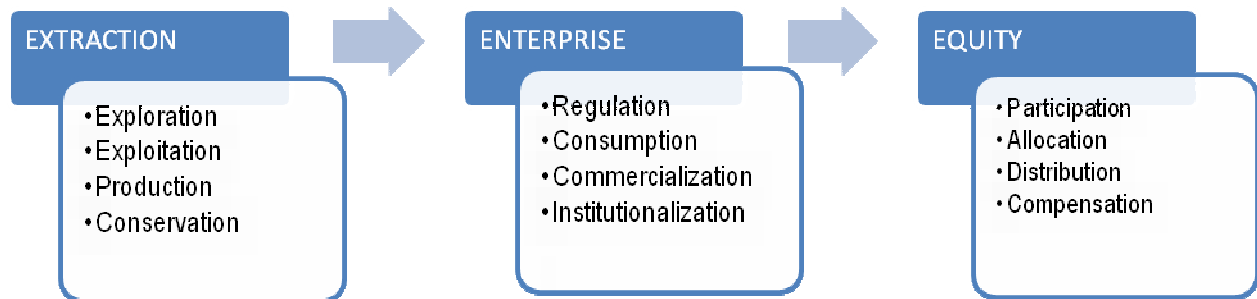 EXTRACTION
• Exploration
• Exploitation
• Production
• Conservation
ENTERPRISE
• Regulation
• Consumption
• Commercialization
• Institutionalization
EQUITY
• Participation
• Allocation
• Distribution
• Compensation